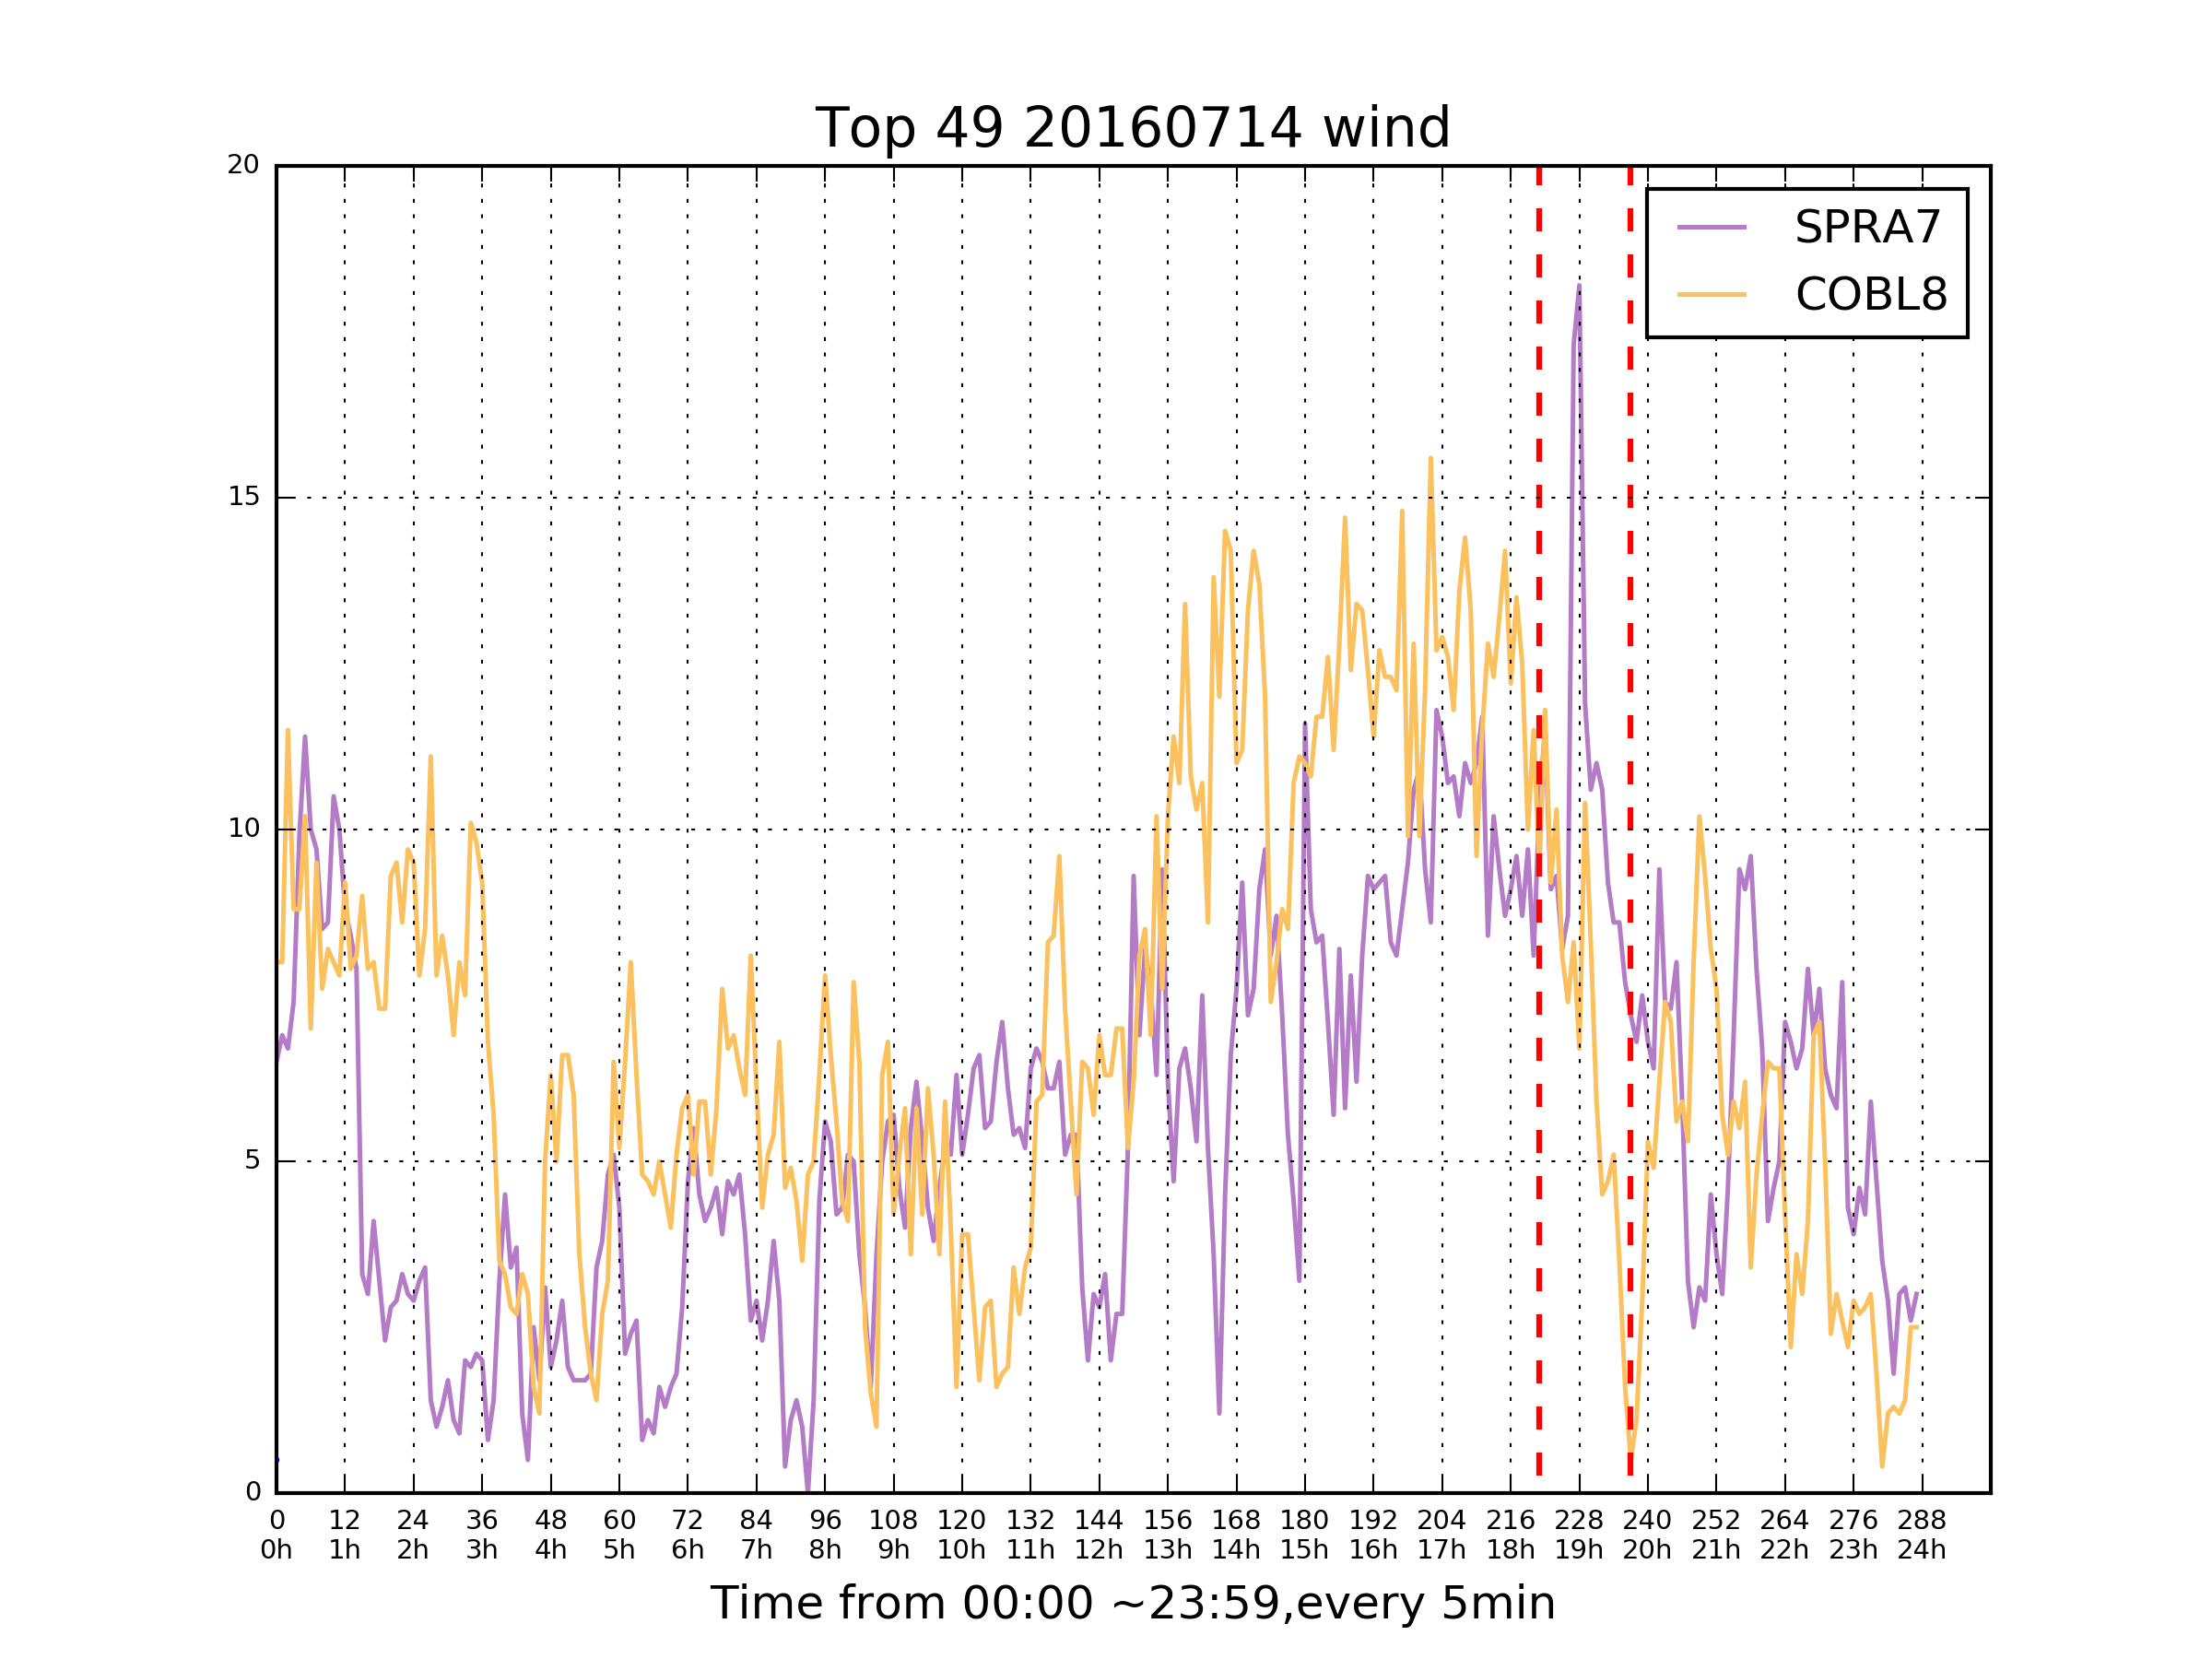 Top 49 20160714 wind
20
SPRA7
COBL8
15
10
5
0
0 12 24 36 48 60 72 84 96 108 120 132 144 156 168 180 192 204 216 228 240 252 264 276 288
0h 1h 2h 3h 4h 5h 6h 7h 8h 9h 10h 11h 12h 13h 14h 15h 16h 17h 18h 19h 20h 21h 22h 23h 24h
Time from 00:00 ~23:59,every 5min